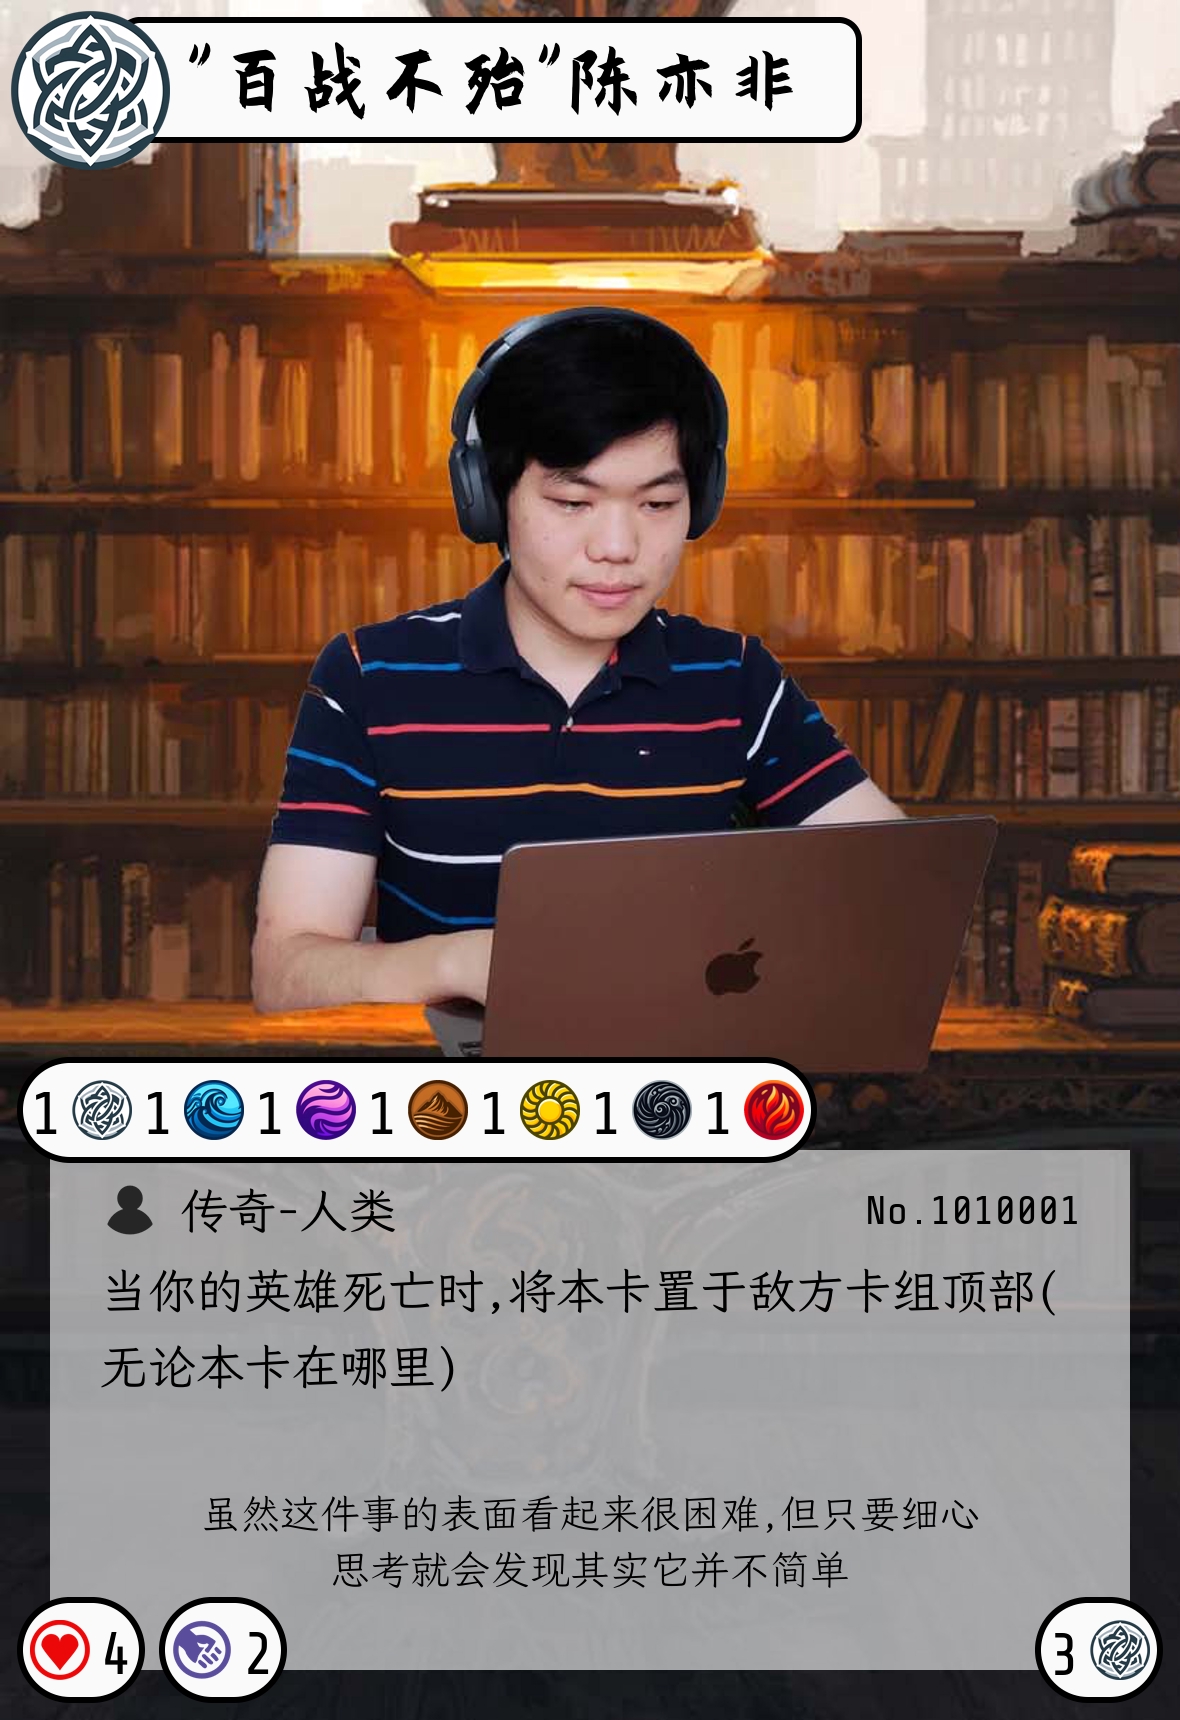 "百战不殆"陈亦非
1 1 1 1 1 1 1
传奇-人类 No.1010001
当你的英雄死亡时,将本卡置于敌方卡组顶部(
无论本卡在哪里)
虽然这件事的表面看起来很困难,但只要细心
思考就会发现其实它并不简单
4 2 3